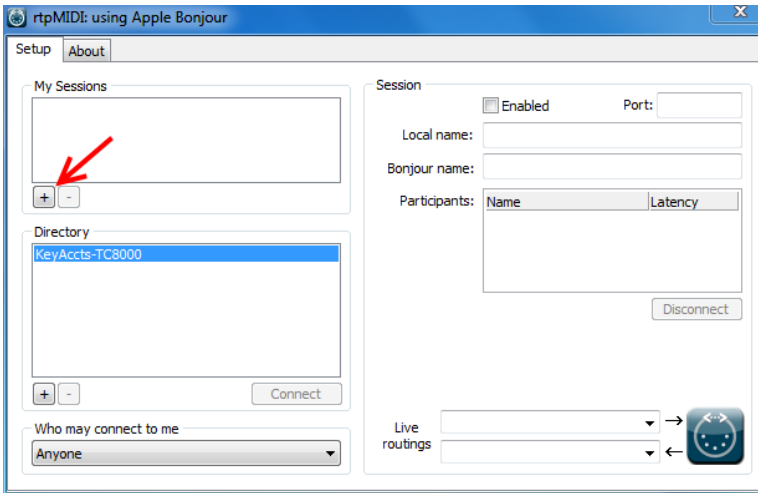 rtpMIDI: using Apple Bonjour
x
Setup
About
My Sessions
+
-
Directory
KeyAccts-TC8000
+
-
Connect
Who may connect to me
Anyone
Session
Enabled
Port:
Local name:
Bonjour name:
Participants:
Name
Latency
Disconnect
Live
routings